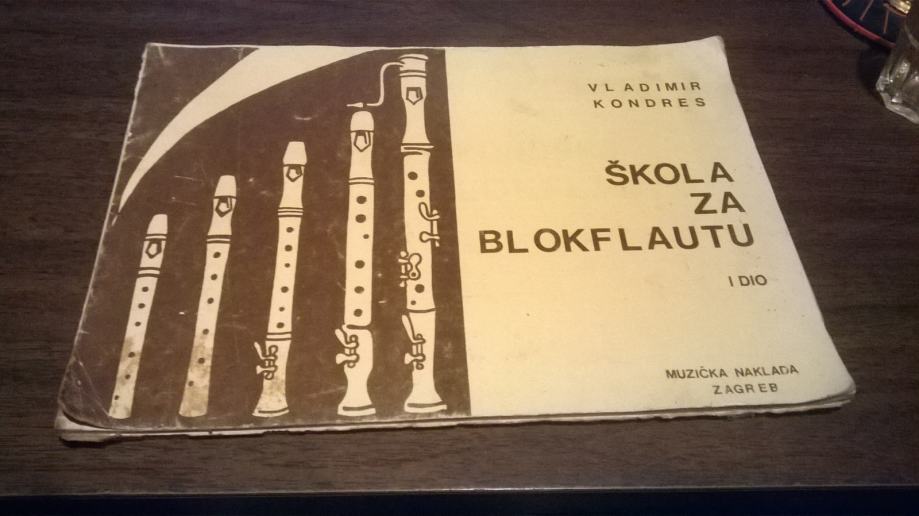 VLADIMIR
KONDRES
ŠKOLA
ZA
BLOKFLAUTU
I DIO
MUZIČKA NAKLADA
ZAGREB